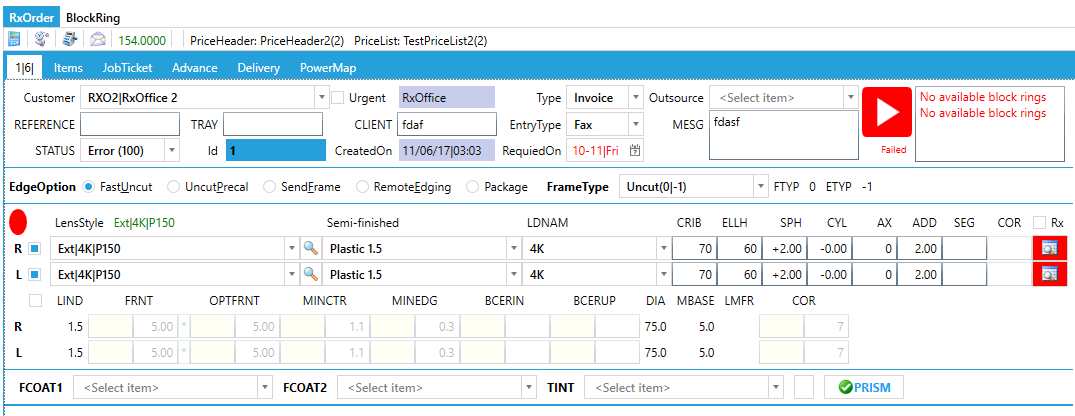 RxOrder BlockRing
154.0000 PriceHeader: PriceHeader2(2) PriceList: TestPriceList2(2)
1|6| Items JobTicket Advance Delivery PowerMap
Customer RXO2|RxOffice 2 Urgent RxOffice Type Invoice Outsource <Select item> No available block rings
No available block rings
REFERENCE TRAY CLIENT fdaf EntryType Fax MESG fdasf
STATUS Error (100) Id 1 CreatedOn 11/06/17|03:03 RequiedOn 10-11|Fri Failed
EdgeOption FastUncut UncutPrecal SendFrame RemoteEdging Package FrameType Uncut(0|-1) FTYP 0 ETYP -1
LensStyle Ext|4K|P150 Semi-finished LDNAM CRIB ELLH SPH CYL AX ADD SEG COR Rx
R Ext|4K|P150 Plastic 1.5 4K 70 60 +2.00 -0.00 0 2.00
L Ext|4K|P150 Plastic 1.5 4K 70 60 +2.00 -0.00 0 2.00
LIND FRNT OPTFRNT MINCTR MINEDG BCERIN BCERUP DIA MBASE LMFR COR
R 1.5 5.00 * 5.00 1.1 0.3 75.0 5.0 7
L 1.5 5.00 * 5.00 1.1 0.3 75.0 5.0 7
FCOAT1 <Select item> FCOAT2 <Select item> TINT <Select item> PRISM